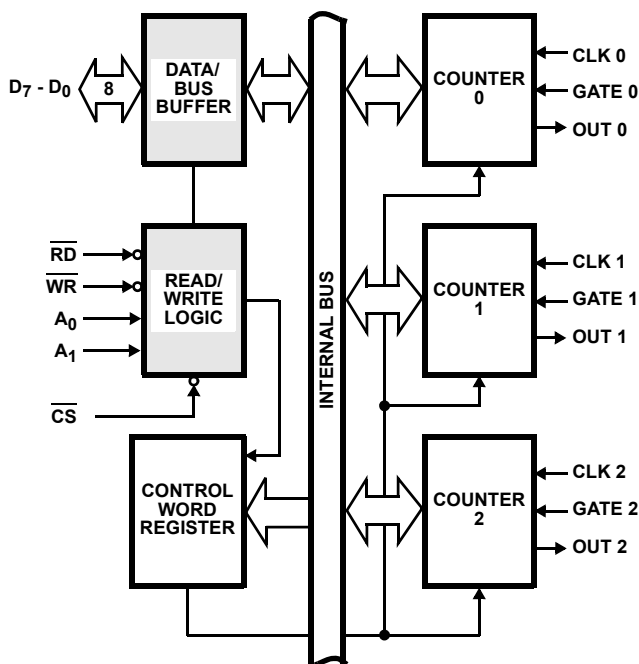 D7 - D0
8
DATA/
BUS
BUFFER
INTERNAL BUS
COUNTER
0
CLK 0
GATE 0
OUT 0
RD
WR
A0
A1
CS
READ/
WRITE
LOGIC
COUNTER
1
CLK 1
GATE 1
OUT 1
CONTROL
WORD
REGISTER
COUNTER
2
CLK 2
GATE 2
OUT 2